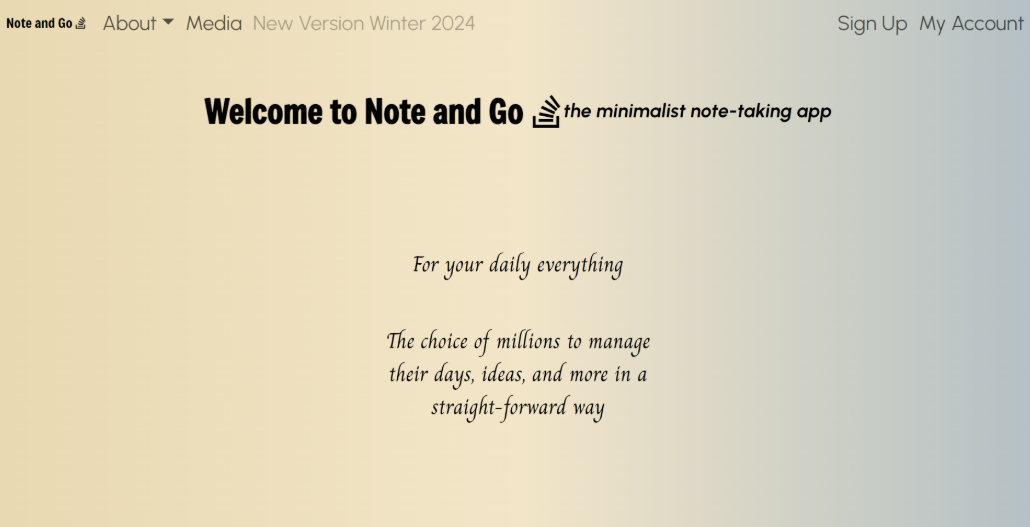 Note and Go About Media New Version Winter 2024 Sign Up My Account
Welcome to Note and Go the minimalist note-taking app
For your daily everything
The choice of millions to manage
their days, ideas, and more in a
straight-forward way